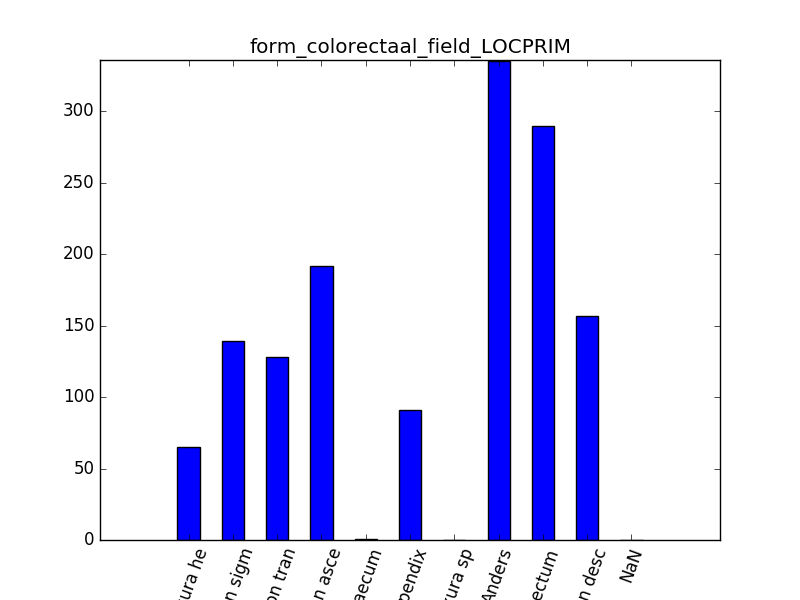 form_colorectaal_field_LOCPRIM
300
250
200
150
100
50
0
ura he
n sigm
on tran
n asce
aecum
pendix
ura sp
Anders
ectum
n desc
NaN